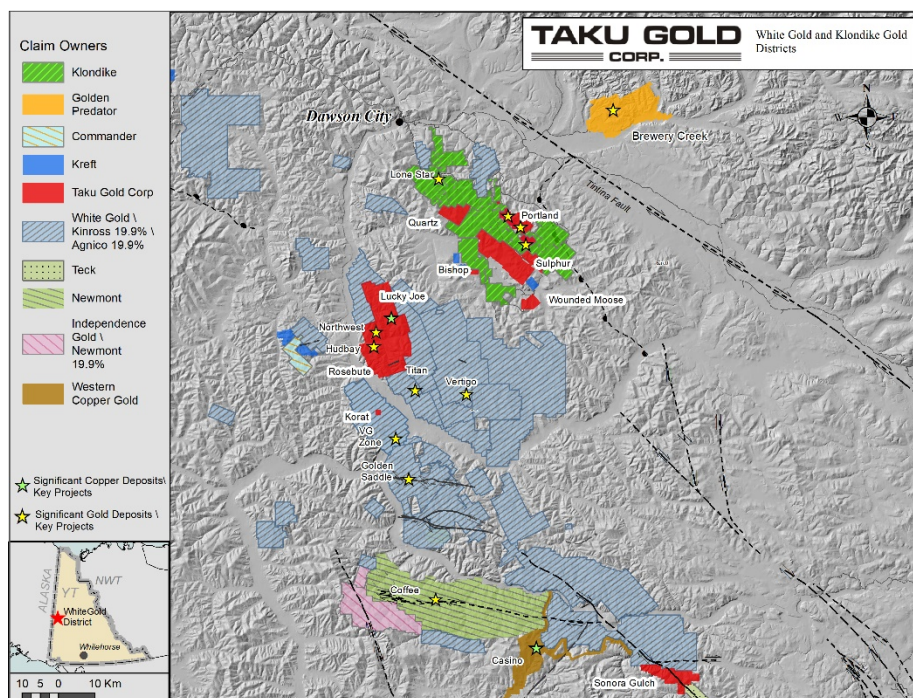 TAKU GOLD
CORP.
White Gold and Klondike Gold
Districts
Claim Owners
Klondike
Golden
Predator
Commander
Kreft
Taku Gold Corp
White Gold \
Kinross 19.9% \
Agnico 19.9%
Teck
Newmont
Independence
Gold \
Newmont
19.9%
Western
Copper Gold
Significant Copper Deposits\
Key Projects
Significant Gold Deposits \
Key Projects
Dawson City
Brewery Creek
Lone Star
Tintina Fault
Quartz
Portland
Sulphur
Bishop
Wounded Moose
Lucky Joe
Northwest
Hudbay
Rosebute
Titan
Vertigo
Korat
VG
Zone
Golden
Saddle
Coffee
Casino
Sonora Gulch
ALASKA
YT
NWT
WhiteGold
District
Whitehorse
10 5 0 10 Km
N